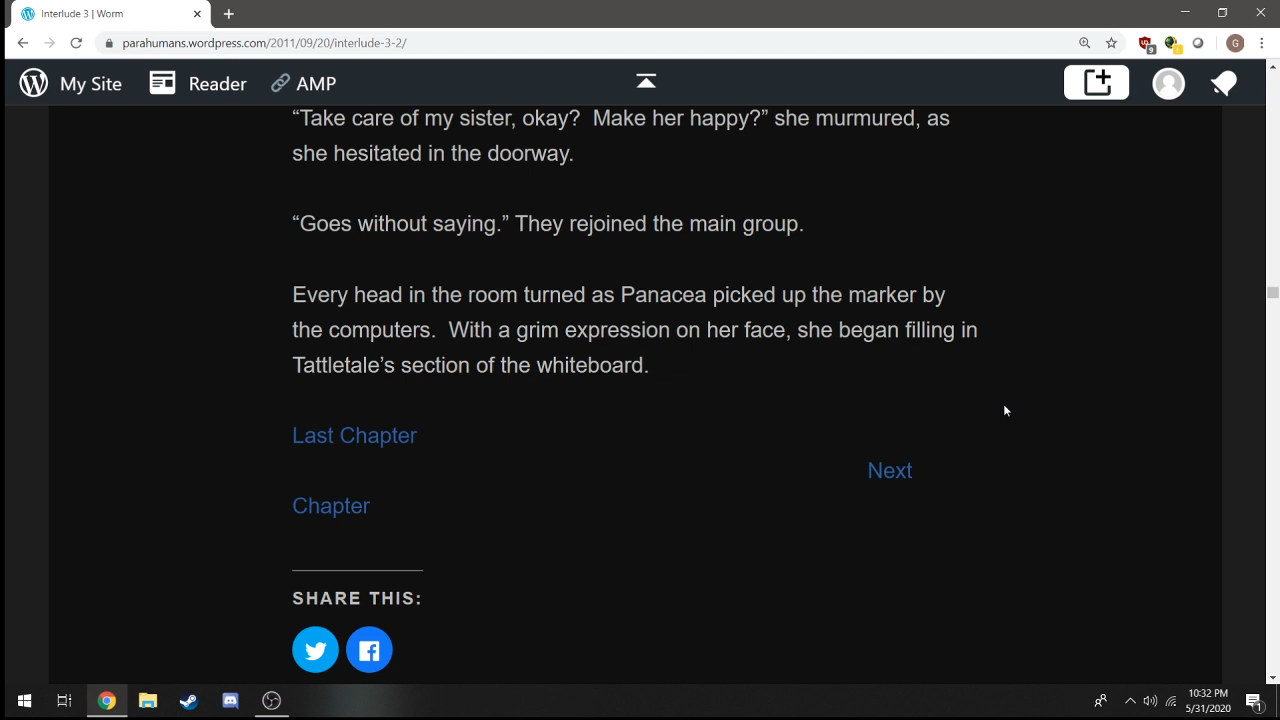 Interlude 3 | Worm
parahumans.wordpress.com/2011/09/20/interlude-3-2/
9
1
G
My Site
Reader
AMP
“Take care of my sister, okay?  Make her happy?” she murmured, as
she hesitated in the doorway.
“Goes without saying.” They rejoined the main group.
Every head in the room turned as Panacea picked up the marker by
the computers.  With a grim expression on her face, she began filling in
Tattletale’s section of the whiteboard.
Last Chapter
Next
Chapter
SHARE THIS:
10:32 PM
5/31/2020
1